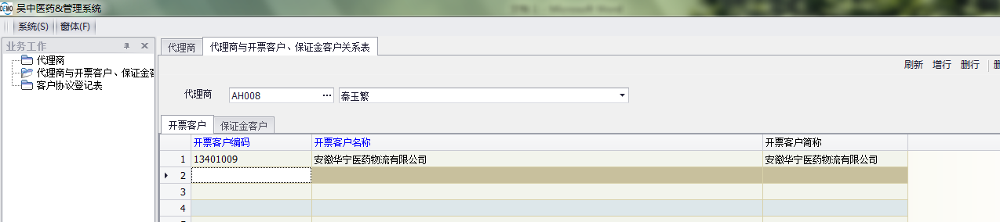 DEMO 吴中医药&管理系统
Microsoft Word
系统(S) 窗体(F)
业务工作
代理商
代理商与开票客户、保证金客
客户协议登记表
代理商 代理商与开票客户、保证金客户关系表
刷新 增行 删行
代理商 AH008 ... 秦玉繁
开票客户 保证金客户
开票客户编码 开票客户名称 开票客户简称
1 13401009 安徽华宁医药物流有限公司 安徽华宁医药物流有限公司
2
3
4